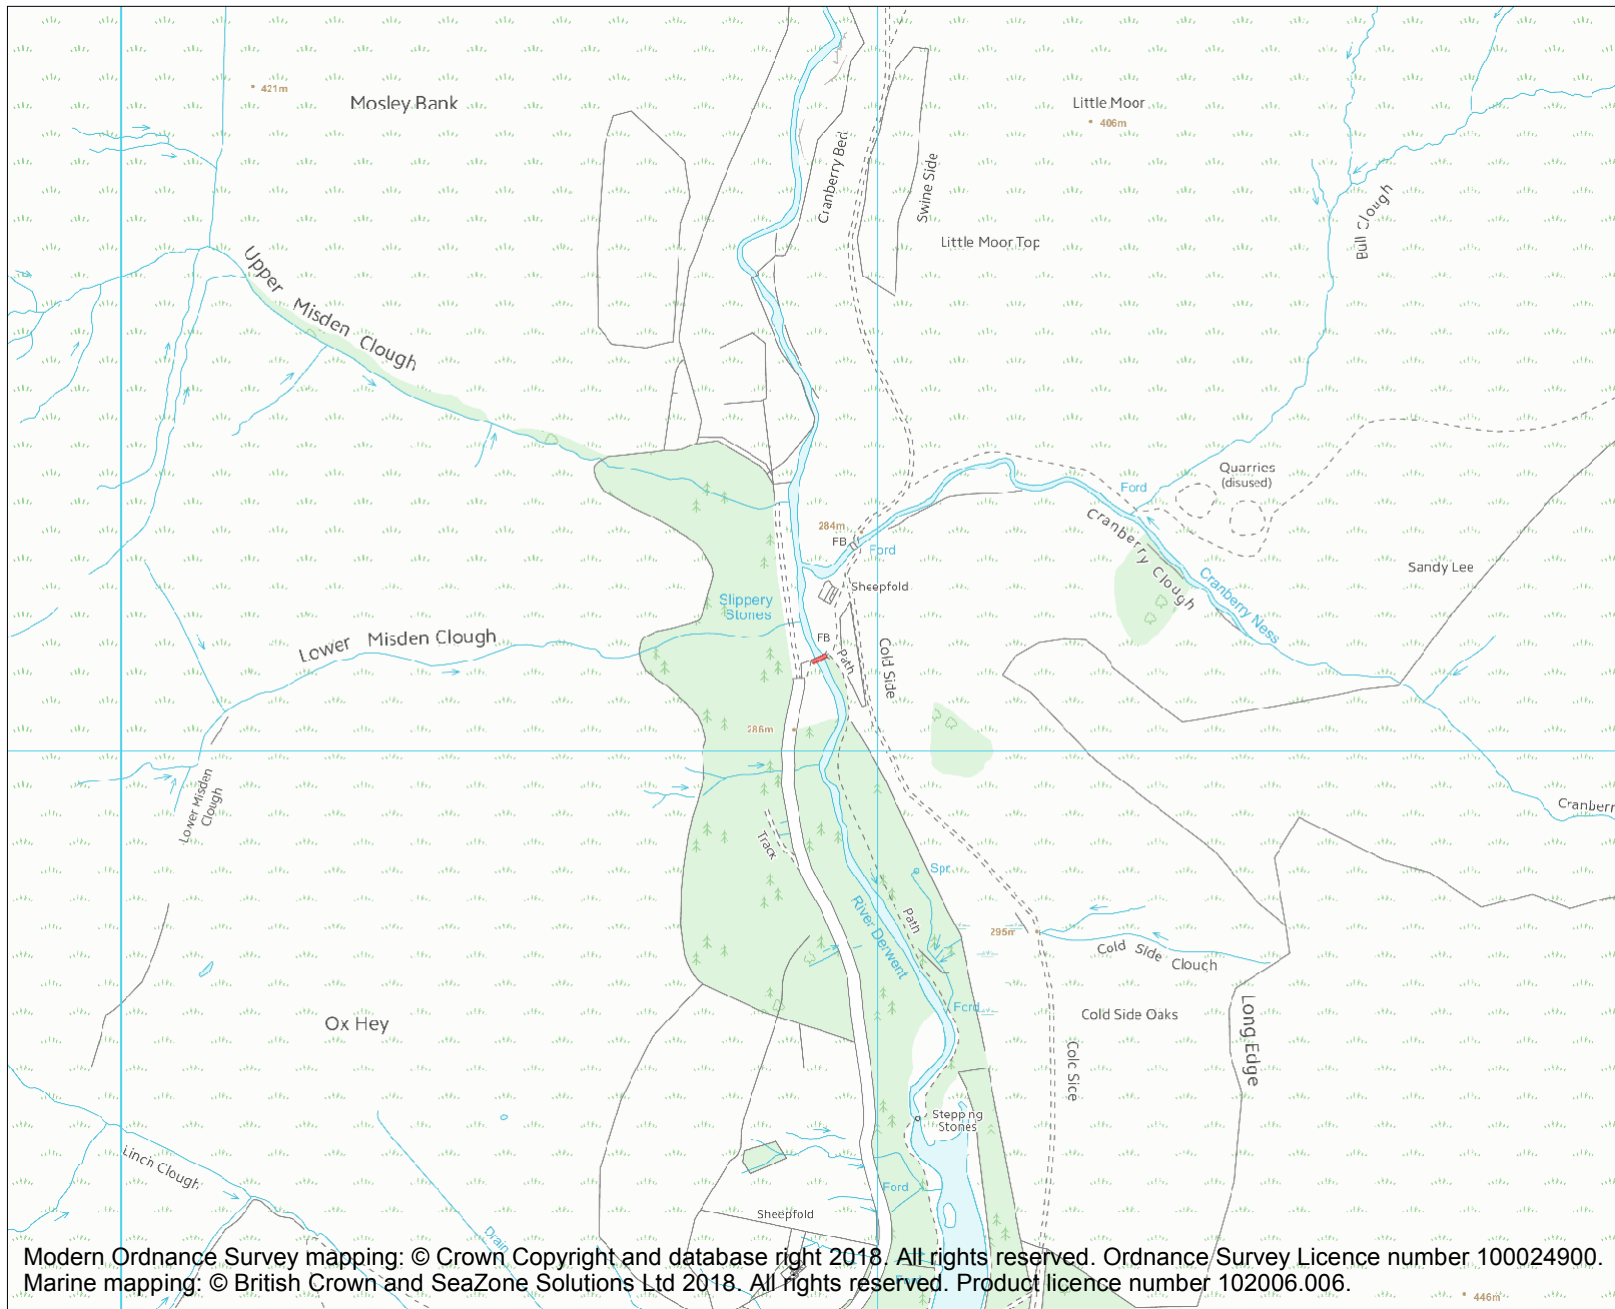 421m
Mosley Bank
Little Moor
406m
Cranberry Bed
Swine Side
Little Moor Top
Bull Clough
Upper Misden Clough
Quarries
(disused)
Ford
284m
FB
Ford
Cranberry Clough
Sandy Lee
Sheepfold
Slippery
Stones
Cranberry Ness
Lower Misden Clough
FB
Path
Cold Side
286m
Lower Misden
Clough
Cranberr
Track
Spr
River Derwent
Path
295m
Cold Side Clouch
Ford
Ox Hey
Cold Side Oaks
Long Edge
Colc Sice
Stepping
Stones
Linch Clough
Ford
Sheepfold
Drain
Modern Ordnance Survey mapping: © Crown Copyright and database right 2018. All rights reserved. Ordnance Survey Licence number 100024900.
Marine mapping: © British Crown and SeaZone Solutions Ltd 2018. All rights reserved. Product licence number 102006.006.
Ford
446m